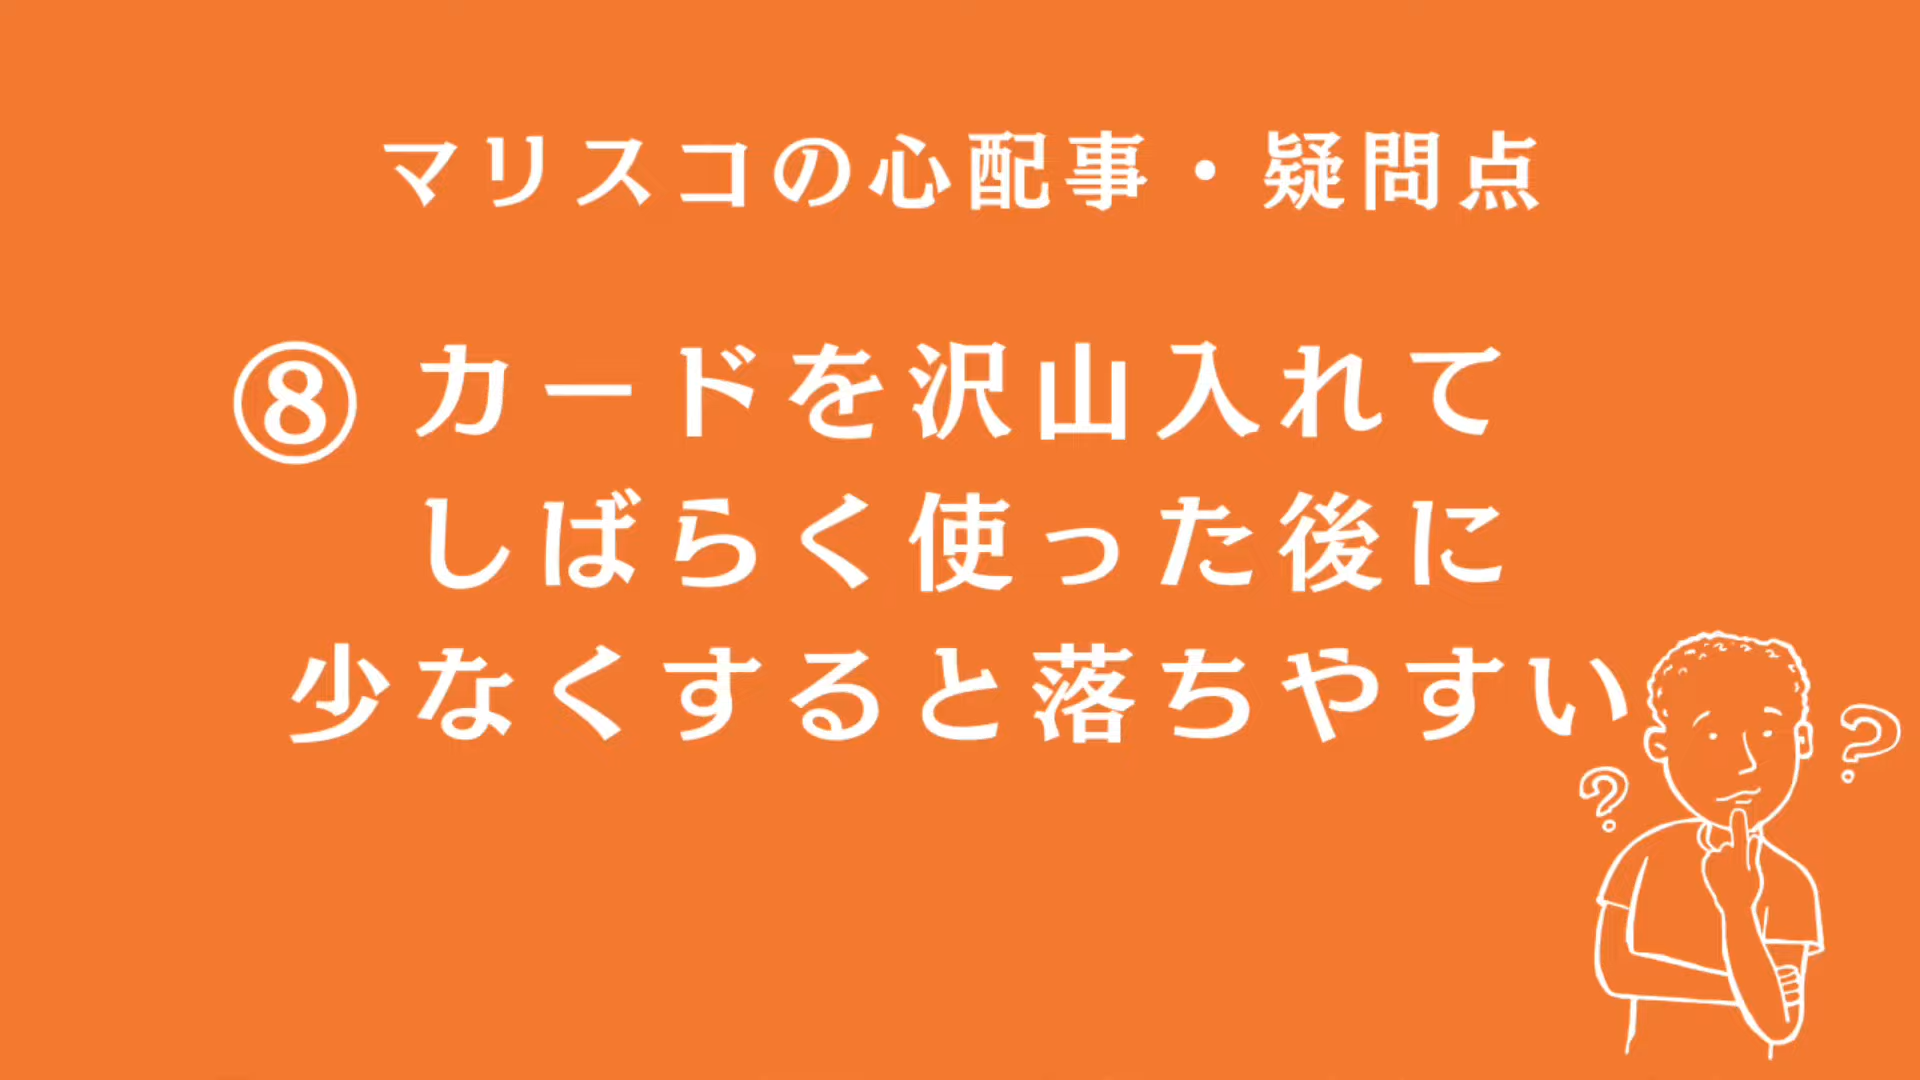 マリスコの心配事・疑問点
⑧ カードを沢山入れて
しばらく使った後に
少なくすると落ちやすい
? ?